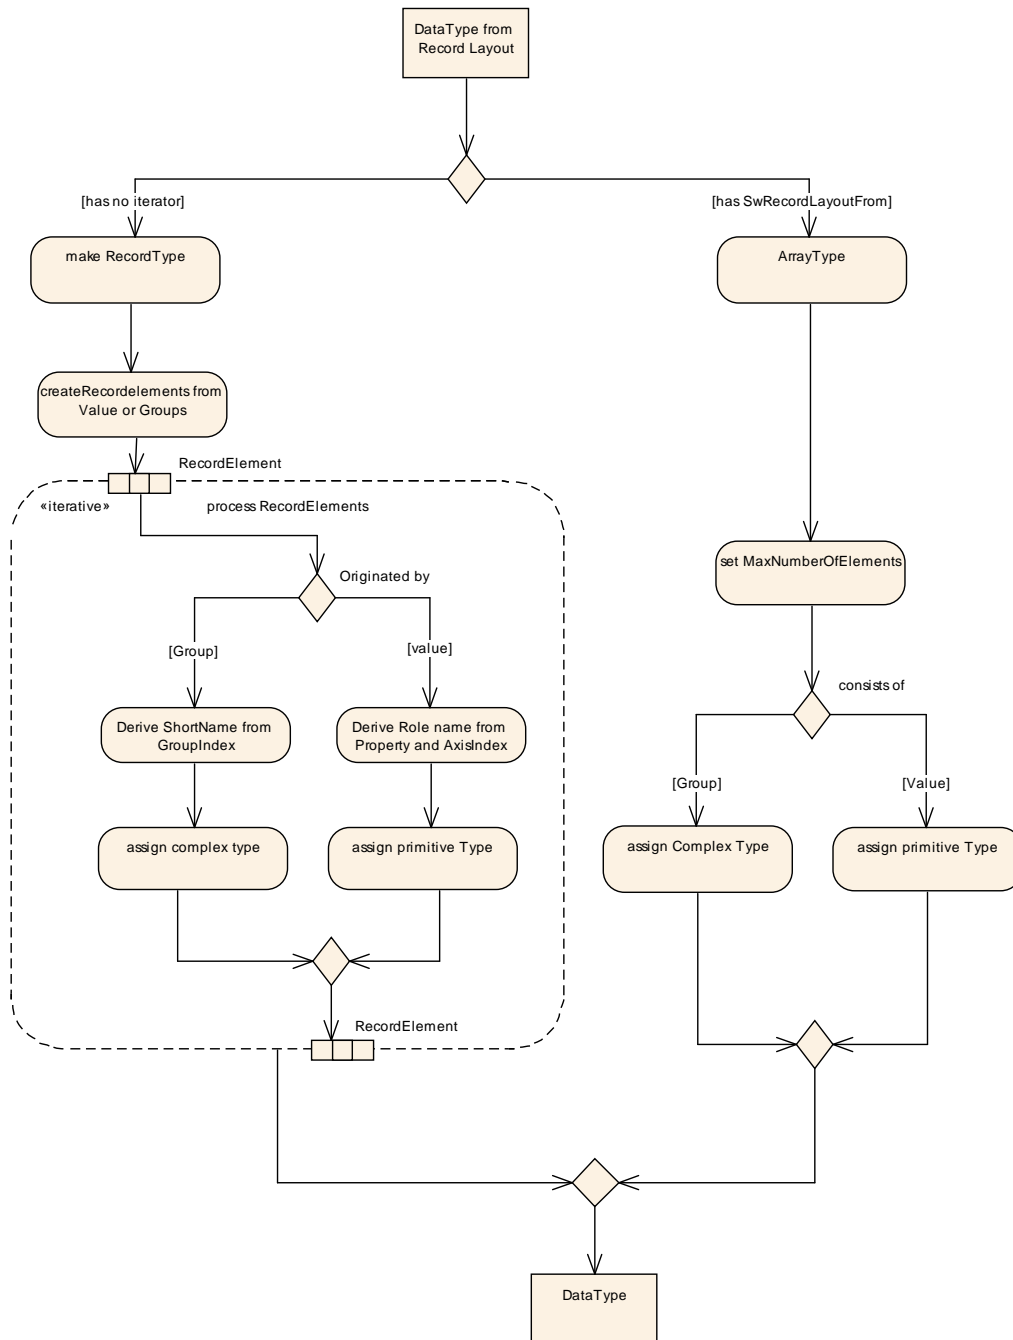 DataType from
Record Layout
[has no iterator]
[has SwRecordLayoutFrom]
make RecordType
ArrayType
createRecordelements from
Value or Groups
RecordElement
«iterative»
process RecordElements
set MaxNumberOfElements
Originated by
[Group]
[value]
consists of
Derive ShortName from
GroupIndex
Derive Role name from
Property and AxisIndex
[Group]
[Value]
assign complex type
assign primitive Type
assign Complex Type
assign primitive Type
RecordElement
DataType